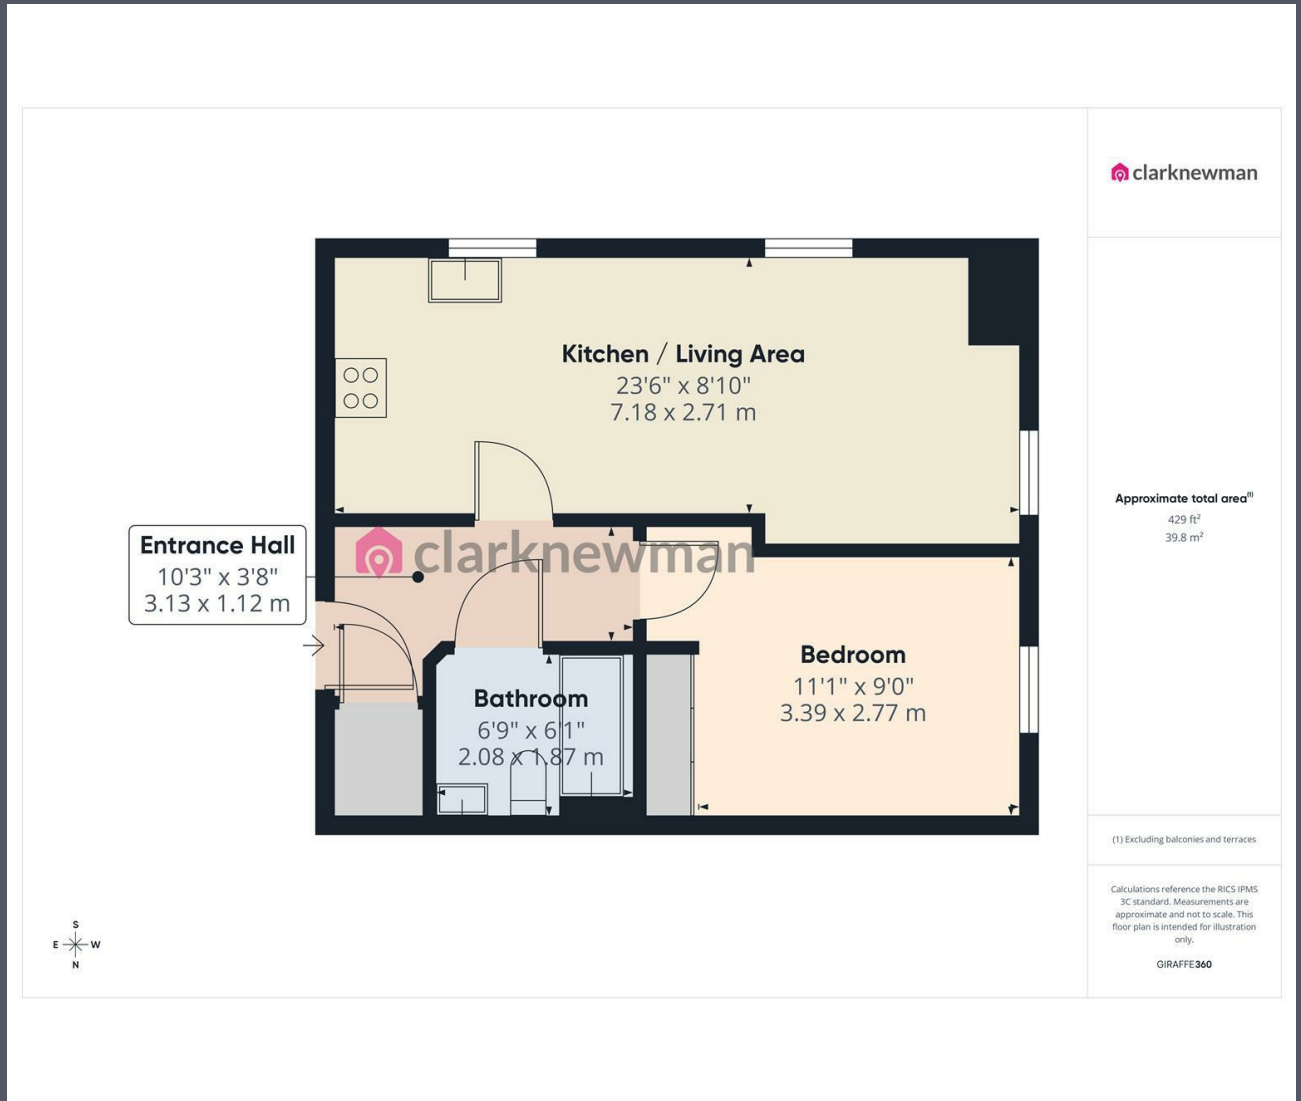 clarknewman
Kitchen / Living Area
23'6" x 8'10"
7.18 x 2.71 m
Approximate total area(1)
429 ft²
39.8 m²
Entrance Hall
10'3" x 3'8"
3.13 x 1.12 m
clarknewman
Bedroom
11'1" x 9'0"
3.39 x 2.77 m
Bathroom
6'9" x 6'1"
2.08 x 1.87 m
(1) Excluding balconies and terraces
Calculations reference the RICS IPMS
3C standard. Measurements are
approximate and not to scale. This
floor plan is intended for illustration
only.
GIRAFFE360
S
E W
N